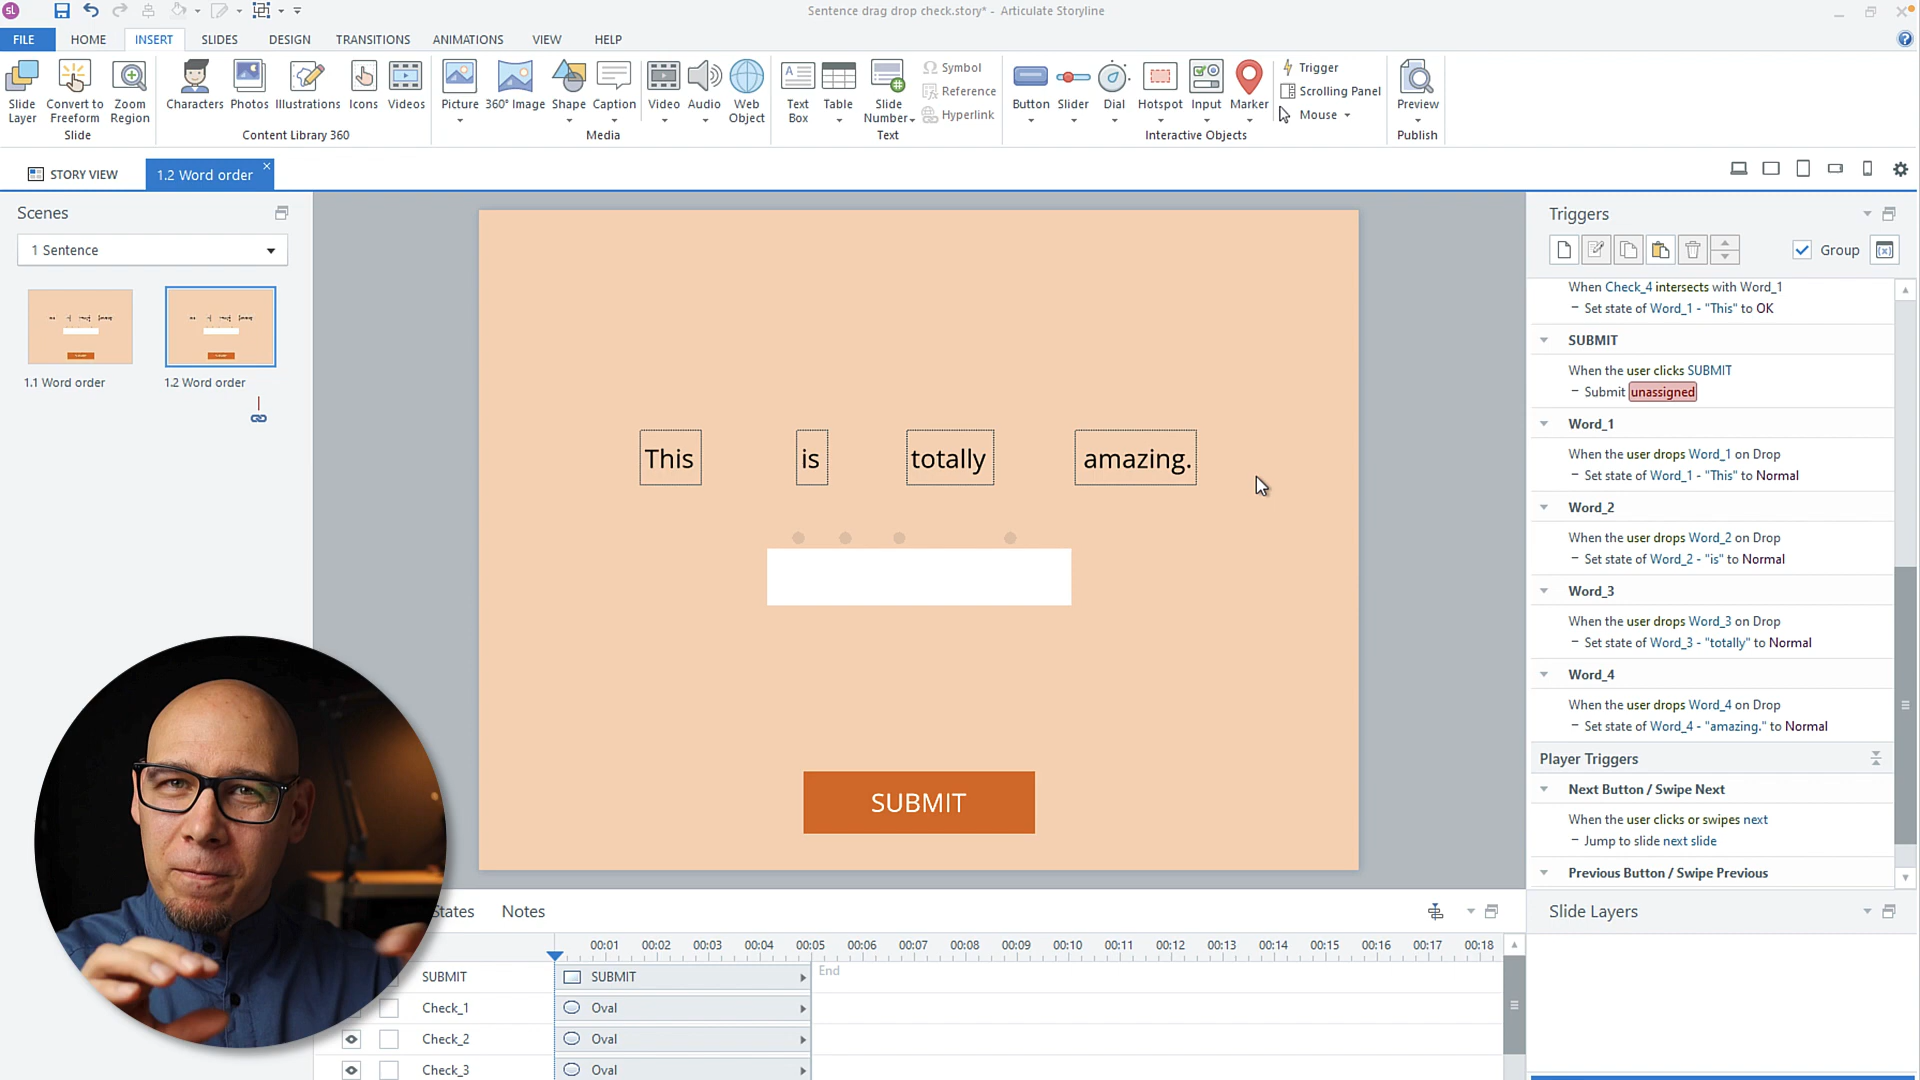 sl
Sentence drag drop check.story* - Articulate Storyline
FILE HOME INSERT SLIDES DESIGN TRANSITIONS ANIMATIONS VIEW HELP
Slide Layer
Convert to Freeform
Zoom Region
Slide
Characters
Photos
Illustrations
Icons
Videos
Content Library 360
Picture
360° Image
Shape
Caption
Video
Audio
Web Object
Media
Text Box
Table
Slide Number
Symbol
Reference
Hyperlink
Text
Button
Slider
Dial
Hotspot
Input
Marker
Trigger
Scrolling Panel
Mouse
Interactive Objects
Preview
Publish
STORY VIEW
1.2 Word order
Scenes
1 Sentence
1.1 Word order
1.2 Word order
This is totally amazing.
SUBMIT
Triggers
Group
When Check_4 intersects with Word_1
– Set state of Word_1 - "This" to OK
SUBMIT
When the user clicks SUBMIT
– Submit unassigned
Word_1
When the user drops Word_1 on Drop
– Set state of Word_1 - "This" to Normal
Word_2
When the user drops Word_2 on Drop
– Set state of Word_2 - "is" to Normal
Word_3
When the user drops Word_3 on Drop
– Set state of Word_3 - "totally" to Normal
Word_4
When the user drops Word_4 on Drop
– Set state of Word_4 - "amazing." to Normal
Player Triggers
Next Button / Swipe Next
When the user clicks or swipes next
– Jump to slide next slide
Previous Button / Swipe Previous
Slide Layers
States Notes
00:01 00:02 00:03 00:04 00:05 00:06 00:07 00:08 00:09 00:10 00:11 00:12 00:13 00:14 00:15 00:16 00:17 00:18
SUBMIT SUBMIT End
Check_1 Oval
Check_2 Oval
Check_3 Oval